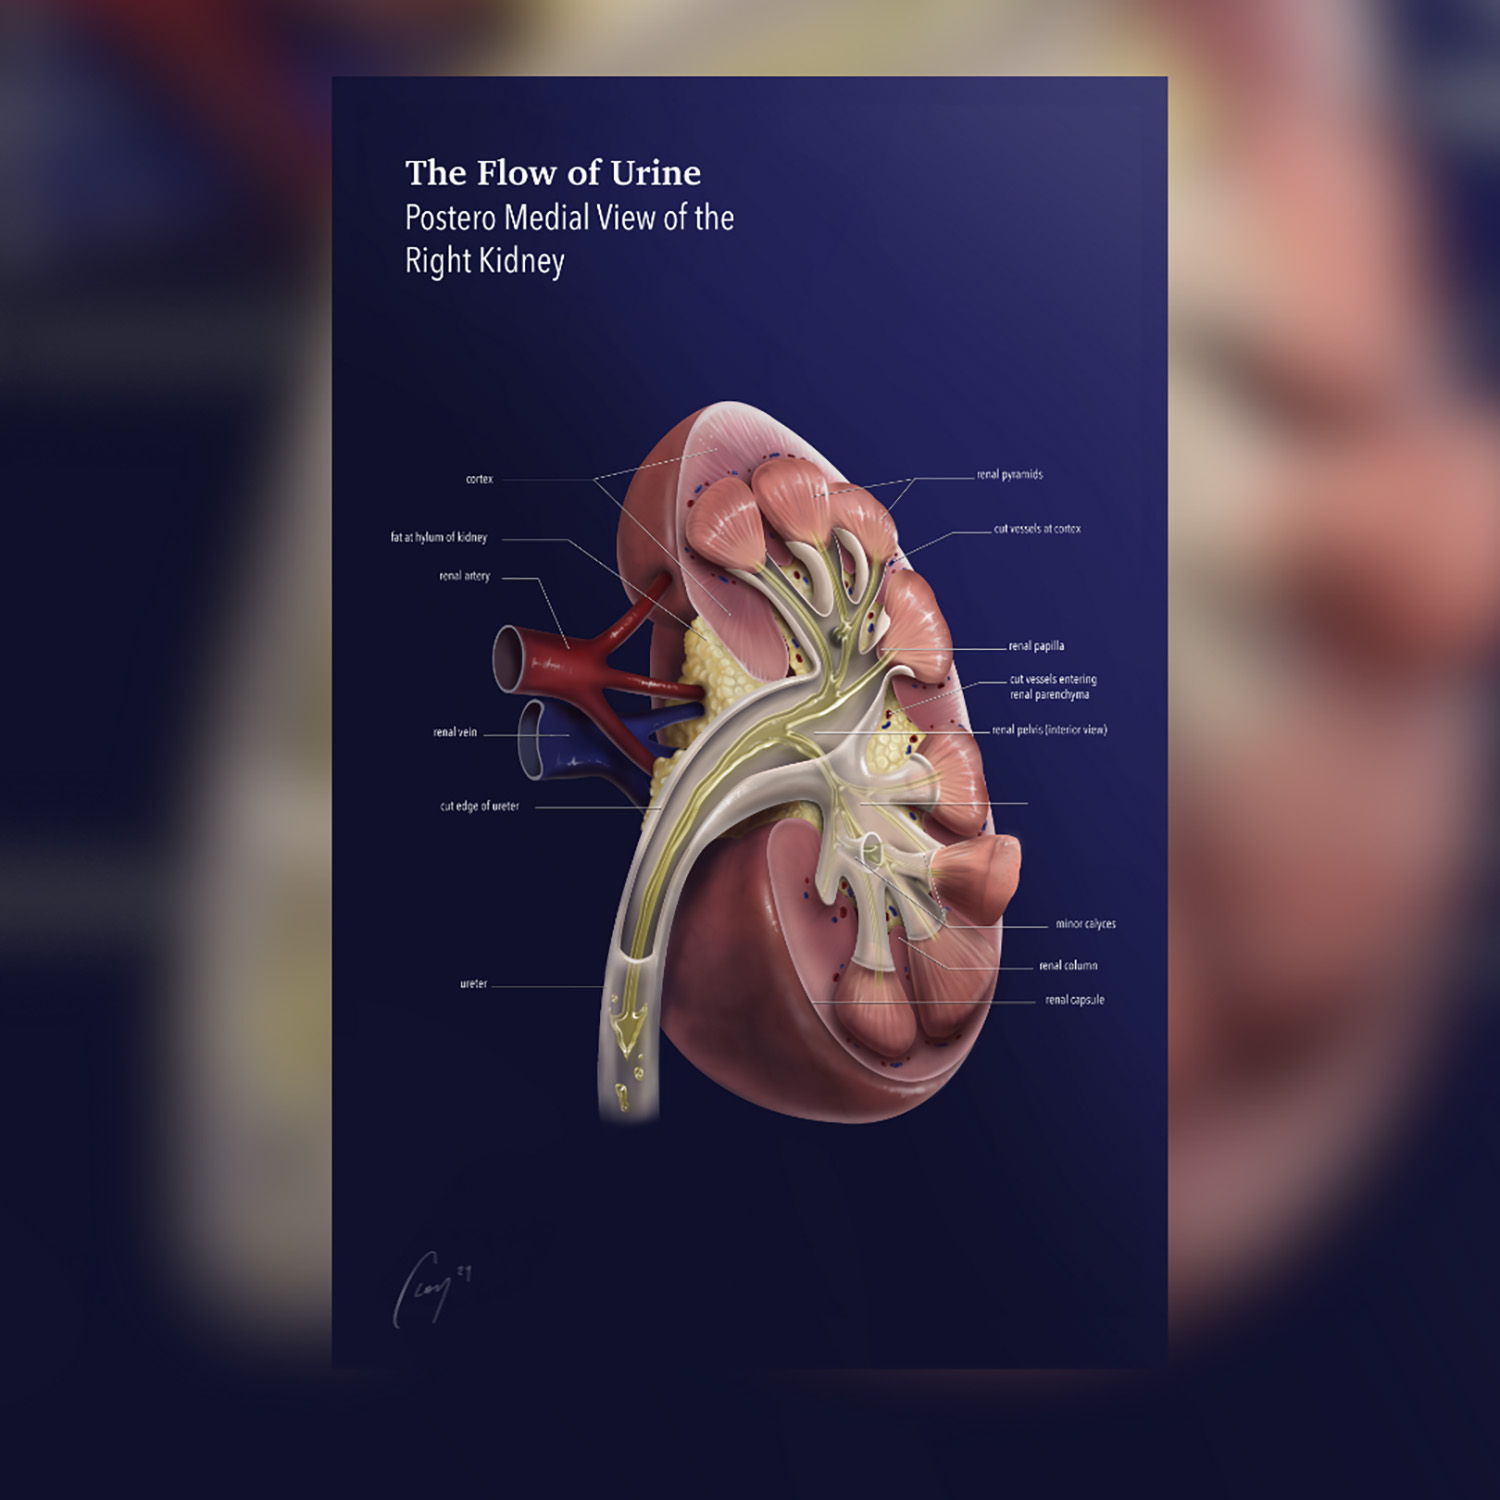 The Flow of Urine
Postero Medial View of the
Right Kidney
cortex
renal pyramids
cut vessels at cortex
fat at hylum of kidney
renal artery
renal papilla
cut vessels entering
renal parenchyma
renal pelvis (interior view)
renal vein
cut edge of ureter
minor calyces
renal column
ureter
renal capsule